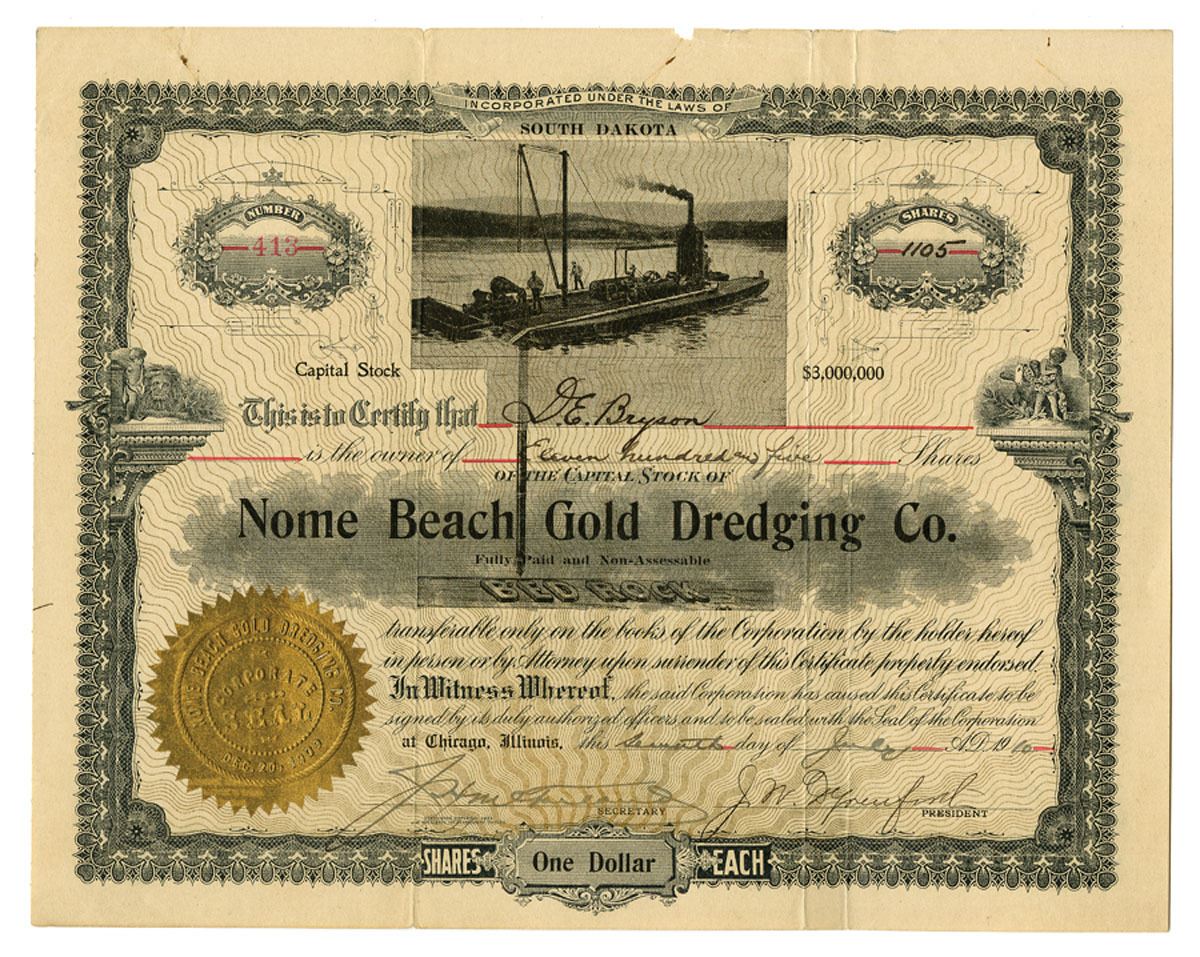 INCORPORATED UNDER THE LAWS OF
SOUTH DAKOTA
NUMBER
413
SHARES
1105
Capital Stock
$3,000,000
This is to Certify that D. E. Bryson
is the owner of Eleven hundred and five Shares
OF THE CAPITAL STOCK OF
Nome Beach Gold Dredging Co.
Fully Paid and Non-Assessable
BED ROCK
transferable only on the books of the Corporation by the holder hereof
in person or by Attorney upon surrender of this Certificate properly endorsed.
In Witness Whereof, the said Corporation has caused this Certificate to be
signed by its duly authorized officers and to be sealed with the Seal of the Corporation
at Chicago, Illinois, this day of A.D. 1910
NOME BEACH GOLD DREDGING CO.
CORPORATE
SEAL
DEC. 20, 1909
SECRETARY
J. W.
PRESIDENT
SHARES One Dollar EACH